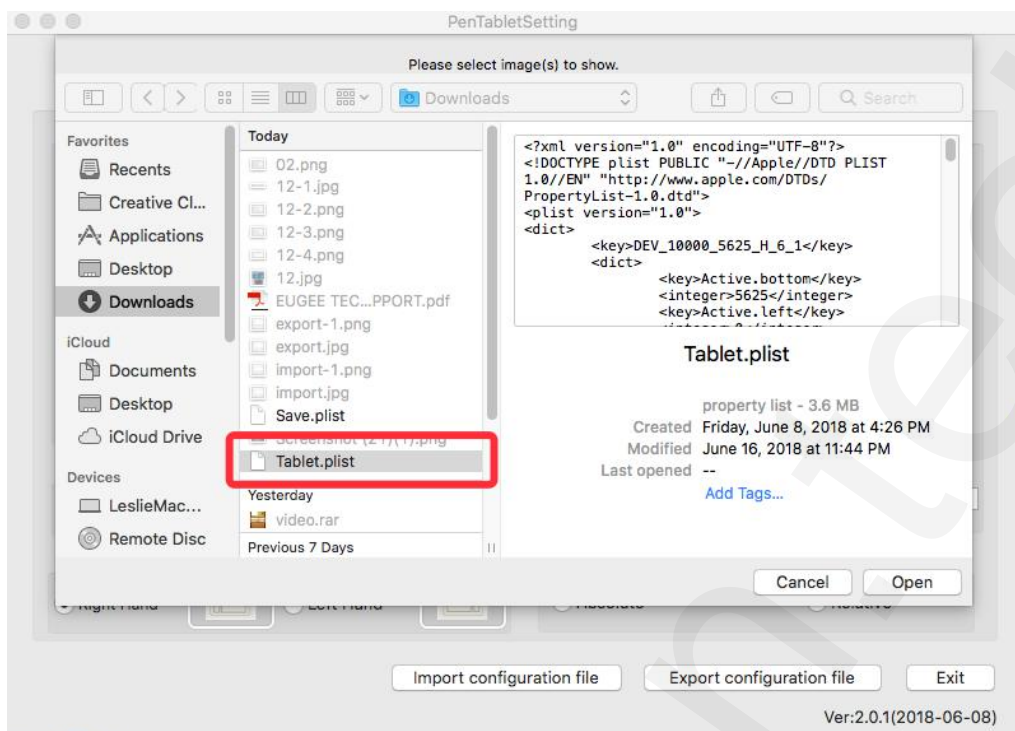 PenTabletSetting
Please select image(s) to show.
Downloads
Search
Favorites
Recents
Creative Cl...
Applications
Desktop
Downloads
iCloud
Documents
Desktop
iCloud Drive
Devices
LeslieMac...
Remote Disc
Today
02.png
12-1.jpg
12-2.png
12-3.png
12-4.png
12.jpg
EUGEE TEC...PPORT.pdf
export-1.png
export.jpg
import-1.png
import.jpg
Save.plist
Tablet.plist
Yesterday
video.rar
Previous 7 Days
<?xml version="1.0" encoding="UTF-8"?>
<!DOCTYPE plist PUBLIC "-//Apple//DTD PLIST
1.0//EN" "http://www.apple.com/DTDs/
PropertyList-1.0.dtd">
<plist version="1.0">
<dict>
<key>DEV_10000_5625_H_6_1</key>
<dict>
<key>Active.bottom</key>
<integer>5625</integer>
<key>Active.left</key>
Tablet.plist
property list - 3.6 MB
Created Friday, June 8, 2018 at 4:26 PM
Modified June 16, 2018 at 11:44 PM
Last opened --
Add Tags...
Cancel
Open
Import configuration file
Export configuration file
Exit
Ver:2.0.1(2018-06-08)